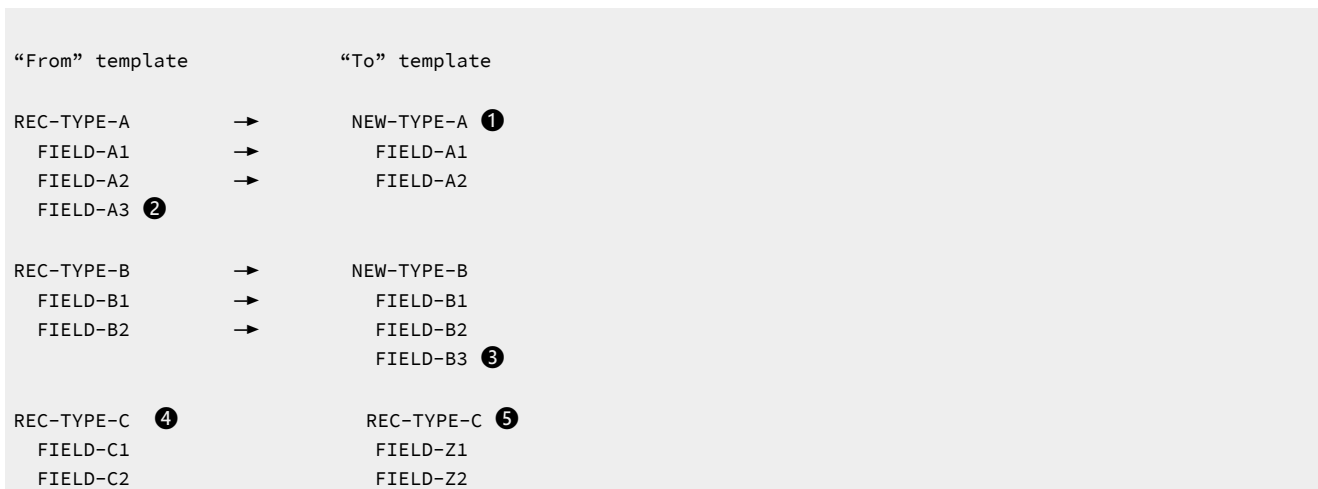 “From” template “To” template
REC-TYPE-A → NEW-TYPE-A ❶
FIELD-A1 → FIELD-A1
FIELD-A2 → FIELD-A2
FIELD-A3 ❷
REC-TYPE-B → NEW-TYPE-B
FIELD-B1 → FIELD-B1
FIELD-B2 → FIELD-B2
FIELD-B3 ❸
REC-TYPE-C ❹ REC-TYPE-C ❺
FIELD-C1 FIELD-Z1
FIELD-C2 FIELD-Z2